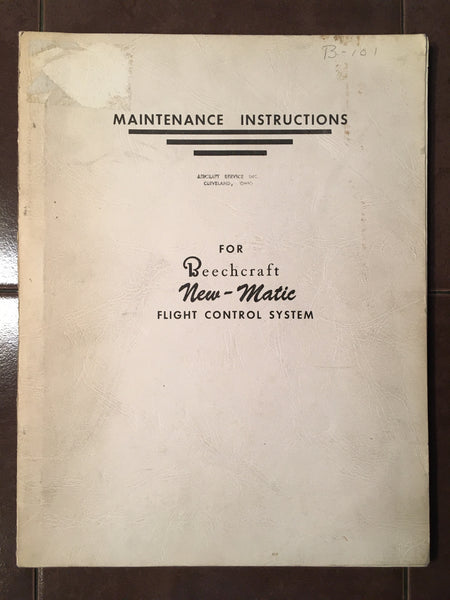 B-101
MAINTENANCE INSTRUCTIONS
AIRCRAFT SERVICE INC.
CLEVELAND, OHIO
FOR
Beechcraft
New-Matic
FLIGHT CONTROL SYSTEM